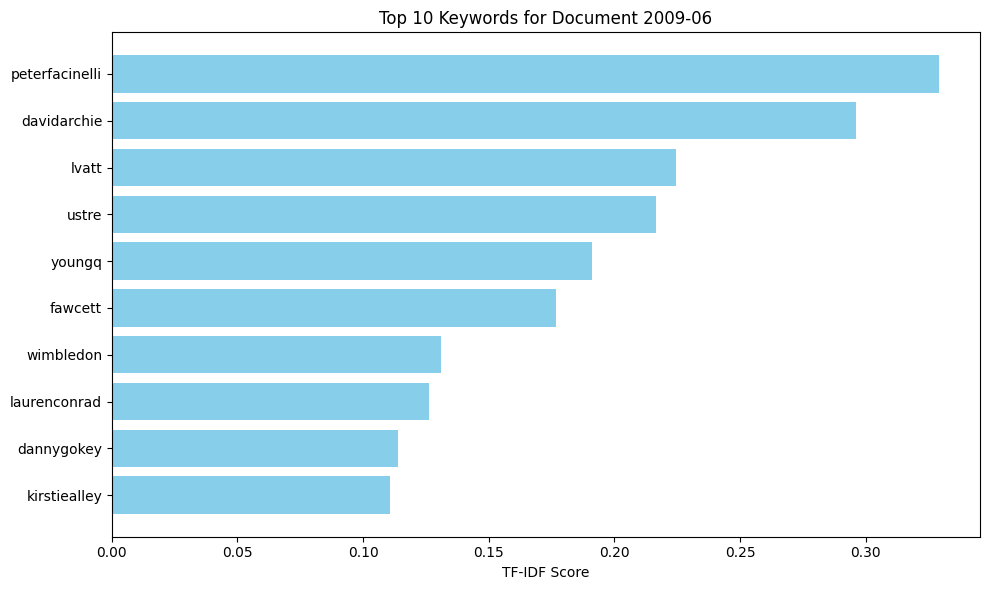 Top 10 Keywords for Document 2009-06
peterfacinelli
davidarchie
lvatt
ustre
youngq
fawcett
wimbledon
laurenconrad
dannygokey
kirstiealley
0.00 0.05 0.10 0.15 0.20 0.25 0.30
TF-IDF Score